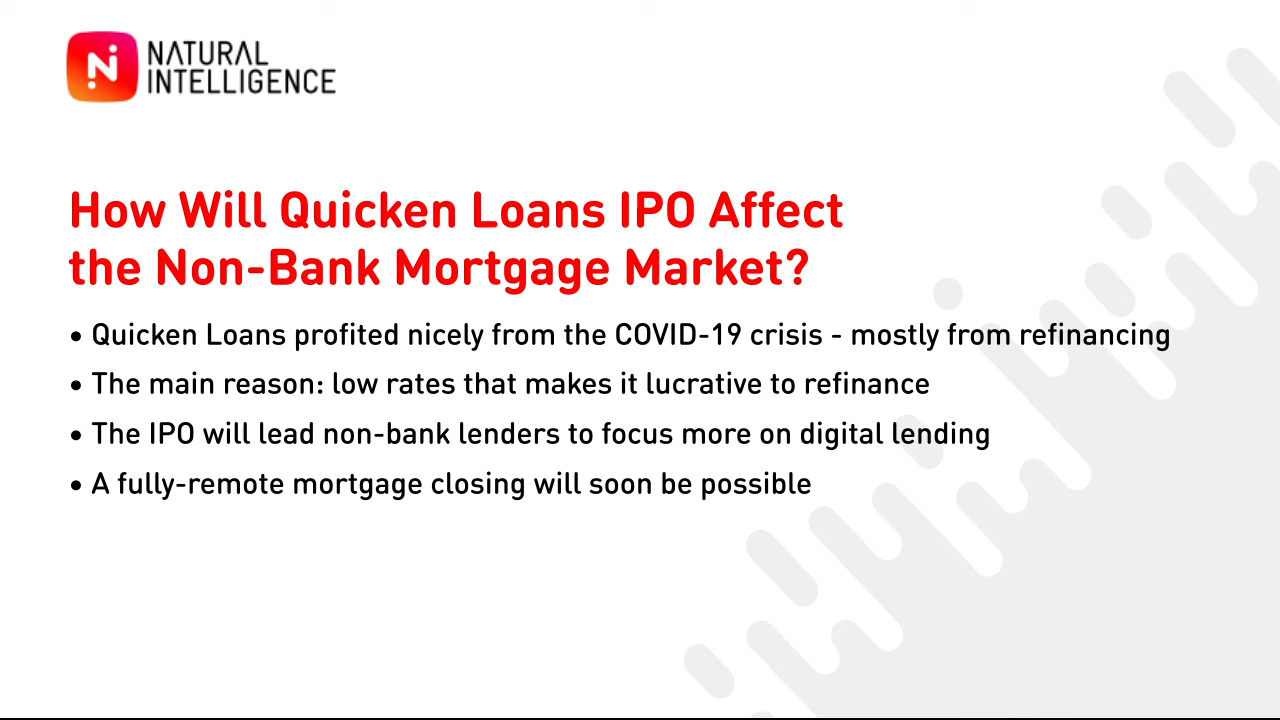 NATURAL
INTELLIGENCE
How Will Quicken Loans IPO Affect
the Non-Bank Mortgage Market?
• Quicken Loans profited nicely from the COVID-19 crisis - mostly from refinancing
• The main reason: low rates that makes it lucrative to refinance
• The IPO will lead non-bank lenders to focus more on digital lending
• A fully-remote mortgage closing will soon be possible